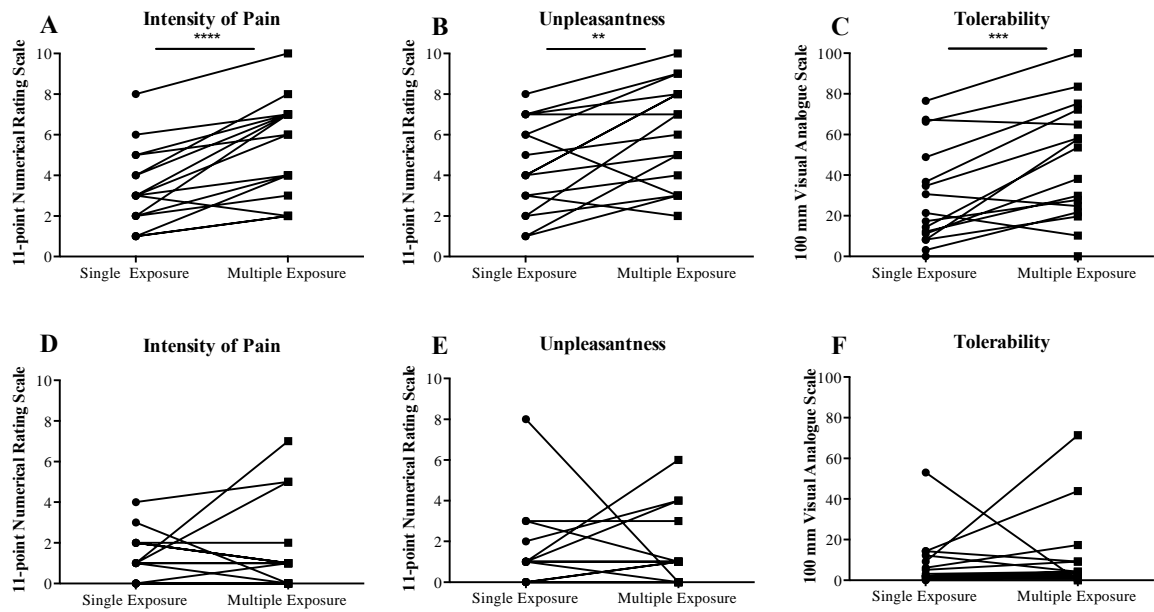 A
Intensity of Pain
****
11-point Numerical Rating Scale
10
8
6
4
2
0
Single Exposure
Multiple Exposure
B
Unpleasantness
**
11-point Numerical Rating Scale
10
8
6
4
2
0
Single Exposure
Multiple Exposure
C
Tolerability
***
100 mm Visual Analogue Scale
100
80
60
40
20
0
Single Exposure
Multiple Exposure
D
Intensity of Pain
11-point Numerical Rating Scale
10
8
6
4
2
0
Single Exposure
Multiple Exposure
E
Unpleasantness
11-point Numerical Rating Scale
10
8
6
4
2
0
Single Exposure
Multiple Exposure
F
Tolerability
100 mm Visual Analogue Scale
100
80
60
40
20
0
Single Exposure
Multiple Exposure